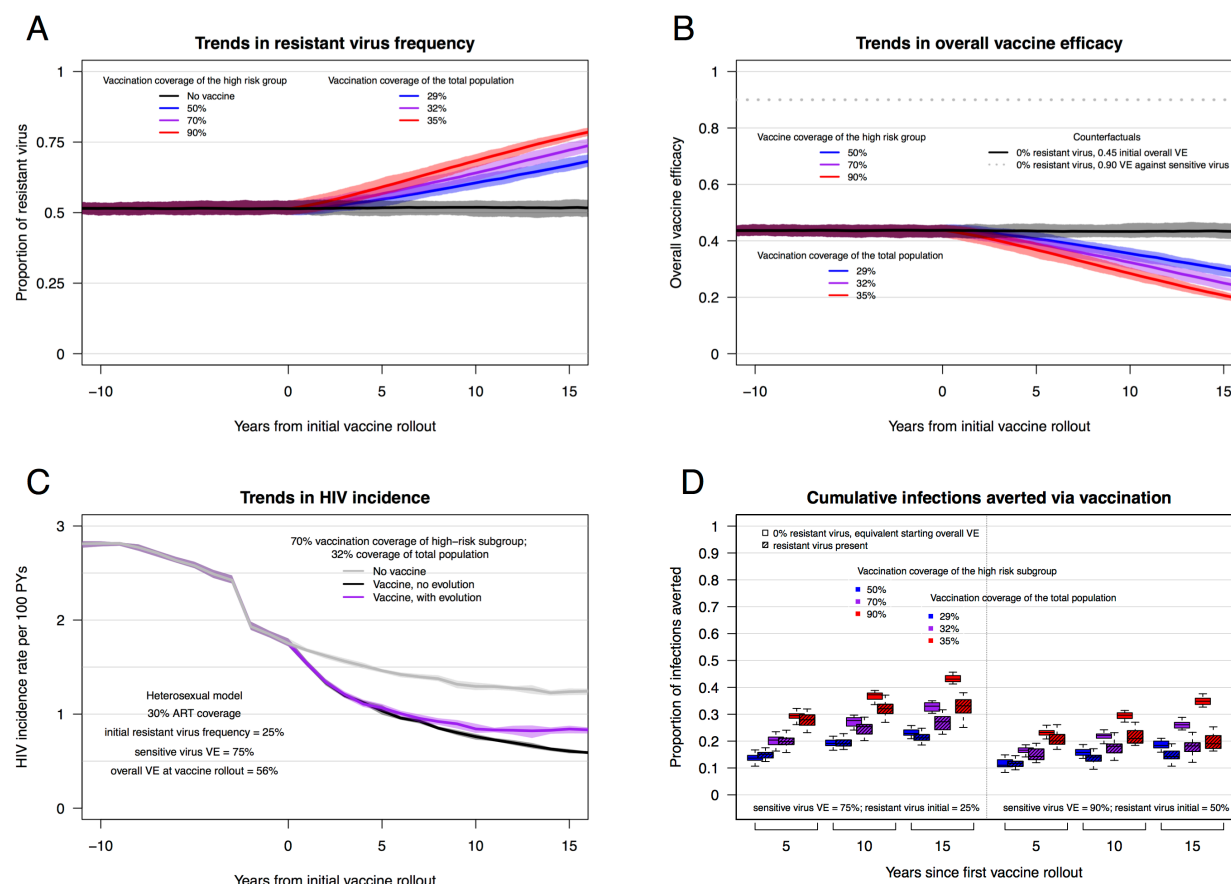 A
Trends in resistant virus frequency
Vaccination coverage of the high risk group
No vaccine
50%
70%
90%
Vaccination coverage of the total population
29%
32%
35%
Proportion of resistant virus
1
0.75
0.5
0.25
0
−10
0
5
10
15
Years from initial vaccine rollout
B
Trends in overall vaccine efficacy
Vaccine coverage of the high risk group
50%
70%
90%
Counterfactuals
0% resistant virus, 0.45 initial overall VE
0% resistant virus, 0.90 VE against sensitive virus
Vaccination coverage of the total population
29%
32%
35%
Overall vaccine efficacy
1
0.8
0.6
0.4
0.2
0
−10
0
5
10
15
Years from initial vaccine rollout
C
Trends in HIV incidence
70% vaccination coverage of high−risk subgroup;
32% coverage of total population
No vaccine
Vaccine, no evolution
Vaccine, with evolution
Heterosexual model
30% ART coverage
initial resistant virus frequency = 25%
sensitive virus VE = 75%
overall VE at vaccine rollout = 56%
HIV incidence rate per 100 PYs
3
2
1
0
−10
0
5
10
15
Years from initial vaccine rollout
D
Cumulative infections averted via vaccination
0% resistant virus, equivalent starting overall VE
resistant virus present
Vaccination coverage of the high risk subgroup
50%
70%
90%
Vaccination coverage of the total population
29%
32%
35%
Proportion of infections averted
1
0.9
0.8
0.7
0.6
0.5
0.4
0.3
0.2
0.1
0
sensitive virus VE = 75%; resistant virus initial = 25%
sensitive virus VE = 90%; resistant virus initial = 50%
5
10
15
5
10
15
Years since first vaccine rollout